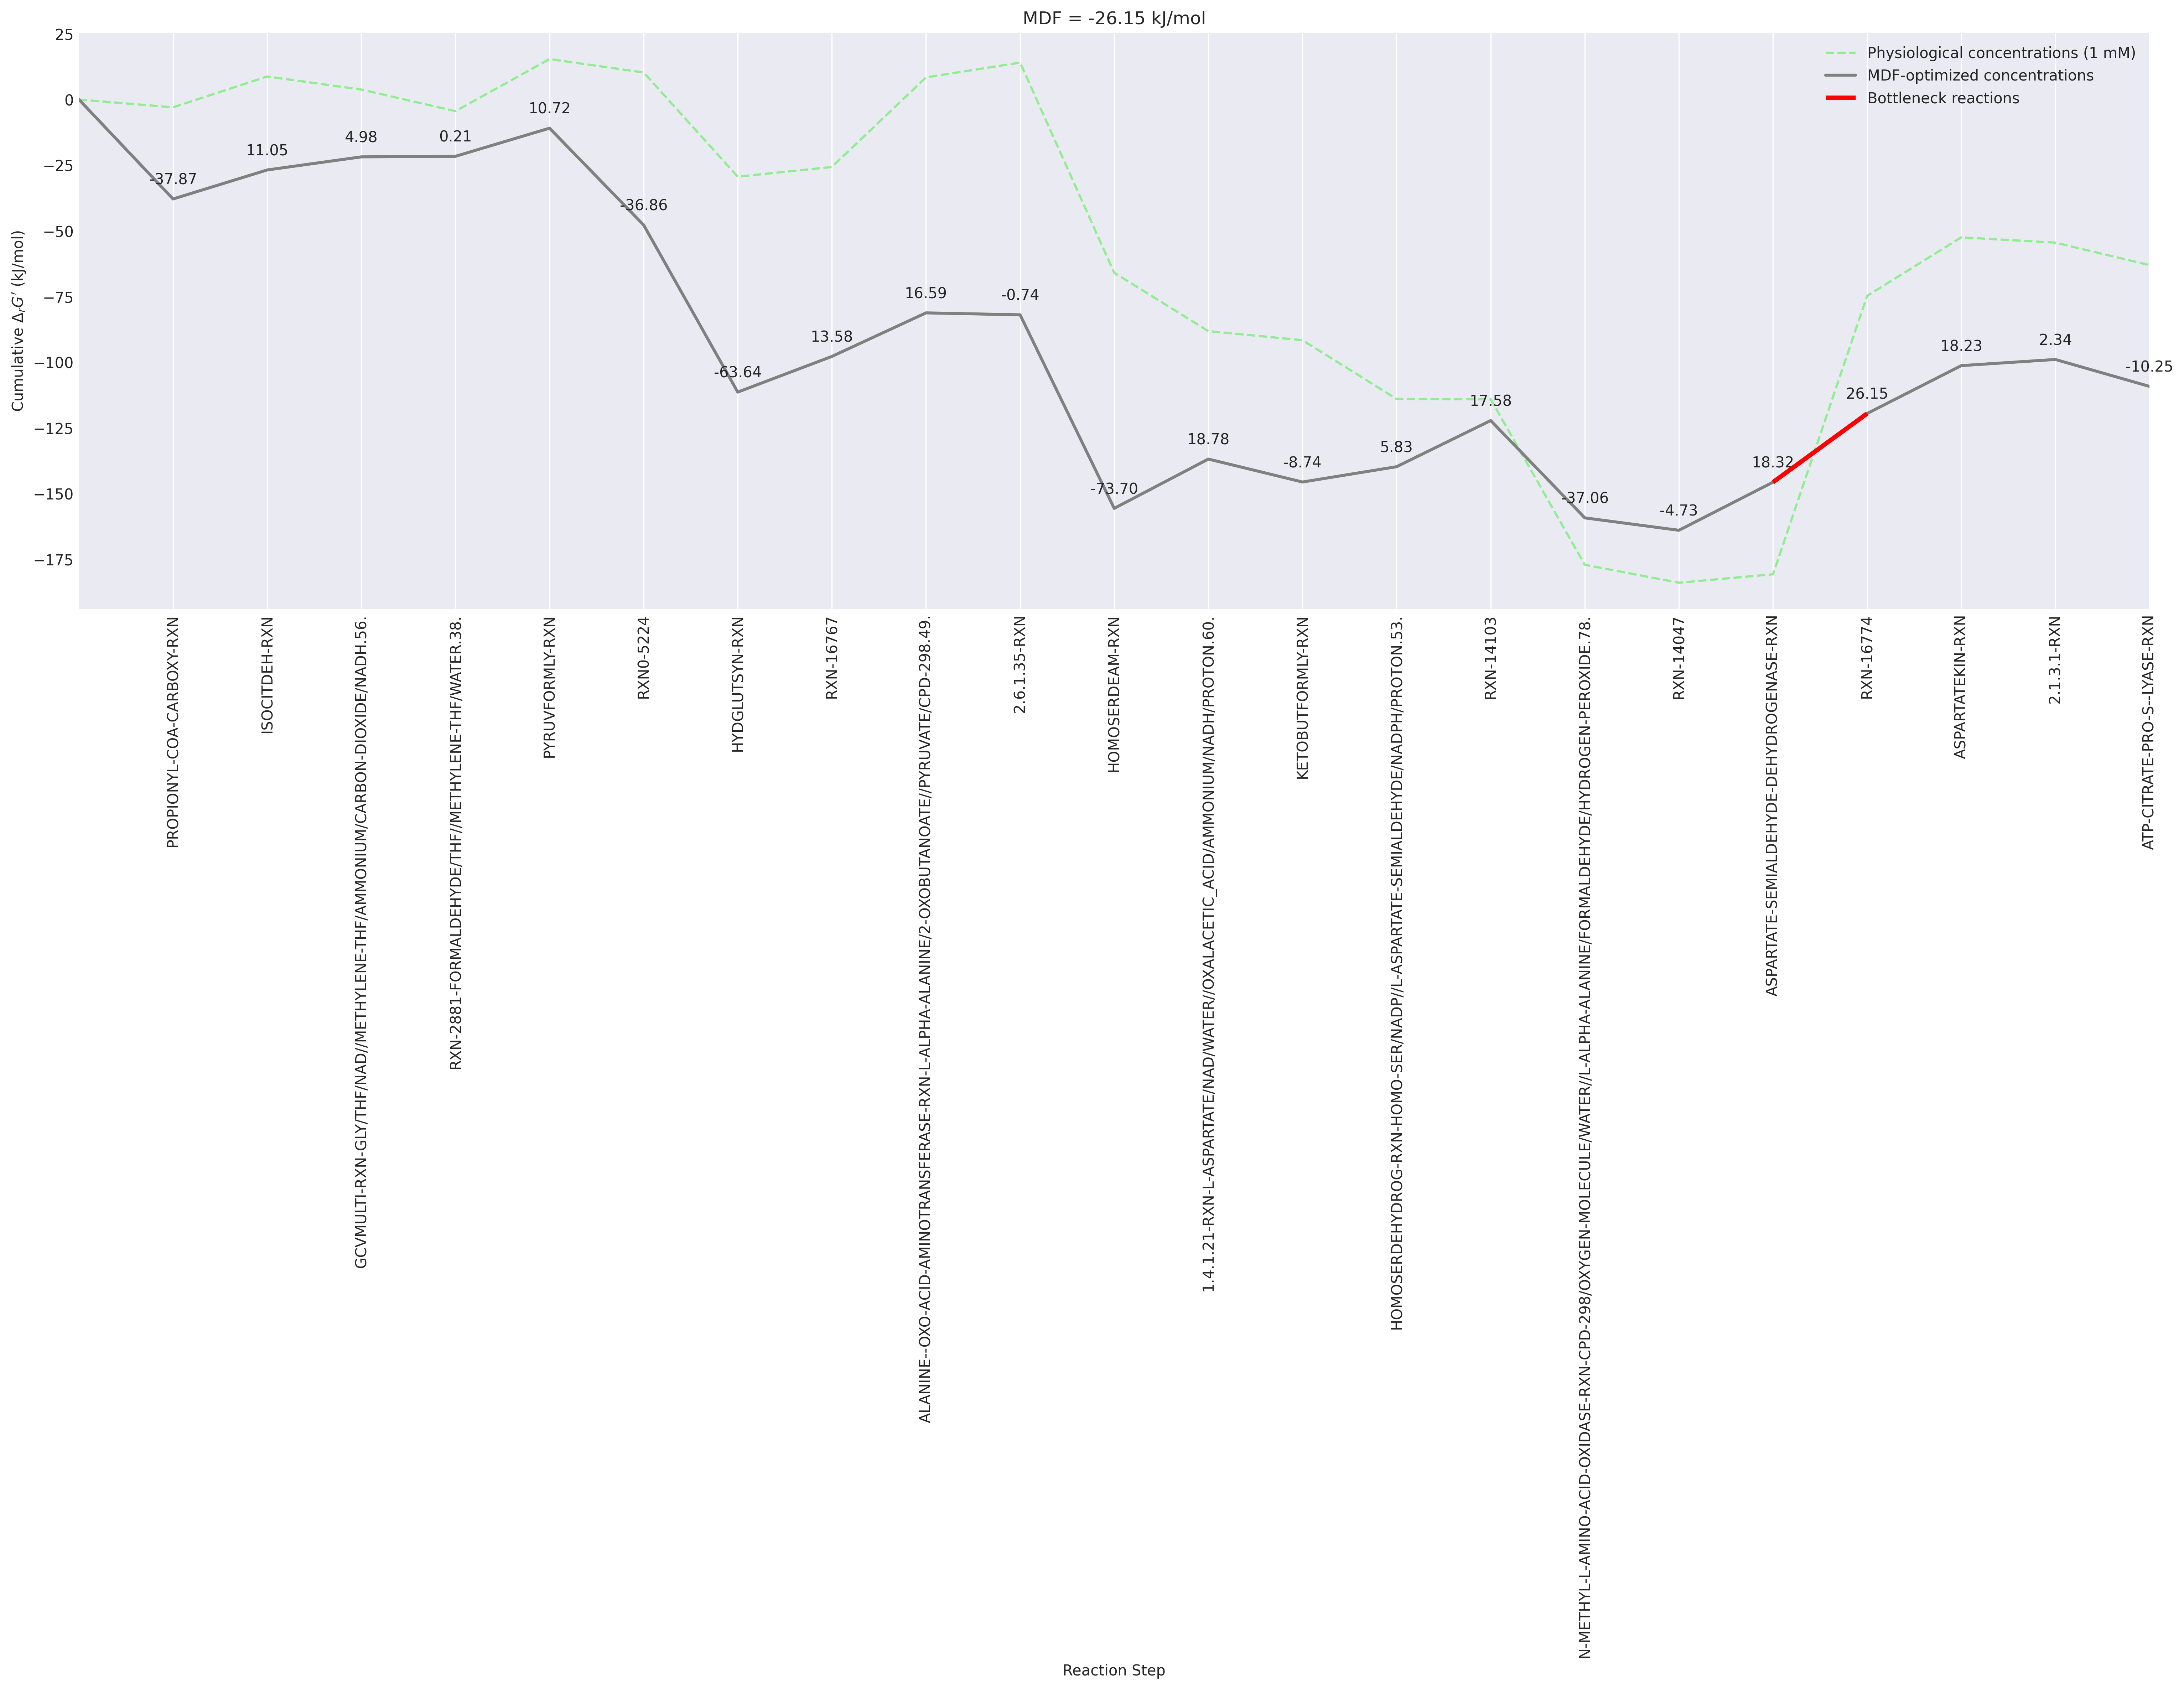 MDF = -26.15 kJ/mol
Cumulative ΔrG′ (kJ/mol)
25
0
−25
−50
−75
−100
−125
−150
−175
Physiological concentrations (1 mM)
MDF-optimized concentrations
Bottleneck reactions
-37.87
11.05
4.98
0.21
10.72
-36.86
-63.64
13.58
16.59
-0.74
-73.70
18.78
-8.74
5.83
17.58
-37.06
-4.73
18.32
26.15
18.23
2.34
-10.25
PROPIONYL-COA-CARBOXY-RXN
ISOCITDEH-RXN
GCVMULTI-RXN-GLY/THF/NAD//METHYLENE-THF/AMMONIUM/CARBON-DIOXIDE/NADH.56.
RXN-2881-FORMALDEHYDE/THF//METHYLENE-THF/WATER.38.
PYRUVFORMLY-RXN
RXN0-5224
HYDGLUTSYN-RXN
RXN-16767
ALANINE--OXO-ACID-AMINOTRANSFERASE-RXN-L-ALPHA-ALANINE/2-OXOBUTANOATE//PYRUVATE/CPD-298.49.
2.6.1.35-RXN
HOMOSERDEAM-RXN
1.4.1.21-RXN-L-ASPARTATE/NAD/WATER//OXALACETIC_ACID/AMMONIUM/NADH/PROTON.60.
KETOBUTFORMLY-RXN
HOMOSERDEHYDROG-RXN-HOMO-SER/NADP//L-ASPARTATE-SEMIALDEHYDE/NADPH/PROTON.53.
RXN-14103
N-METHYL-L-AMINO-ACID-OXIDASE-RXN-CPD-298/OXYGEN-MOLECULE/WATER//L-ALPHA-ALANINE/FORMALDEHYDE/HYDROGEN-PEROXIDE.78.
RXN-14047
ASPARTATE-SEMIALDEHYDE-DEHYDROGENASE-RXN
RXN-16774
ASPARTATEKIN-RXN
2.1.3.1-RXN
ATP-CITRATE-PRO-S--LYASE-RXN
Reaction Step